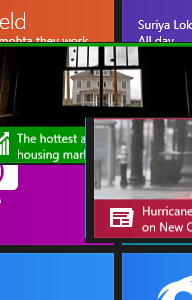 eld
mehta they work
Suriya Lok
All day
The hottest a
housing mark
Hurricane
on New O